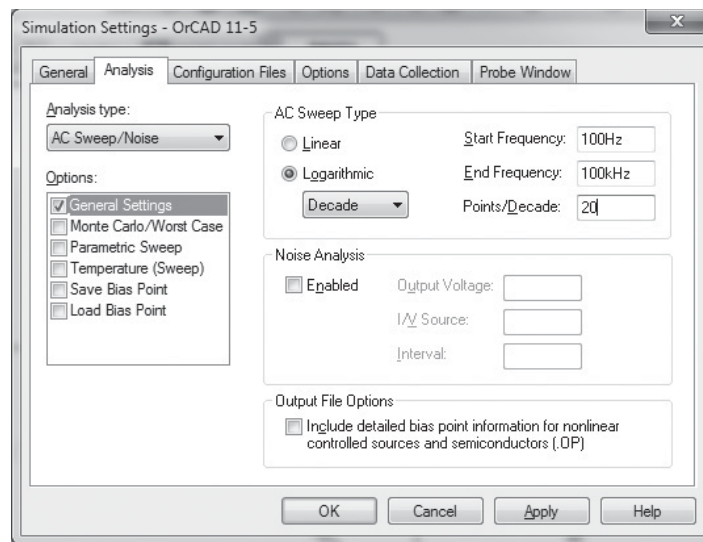 Simulation Settings - OrCAD 11-5
x
General Analysis Configuration Files Options Data Collection Probe Window
Analysis type:
AC Sweep/Noise
Options:
General Settings
Monte Carlo/Worst Case
Parametric Sweep
Temperature (Sweep)
Save Bias Point
Load Bias Point
AC Sweep Type
Linear
Logarithmic
Decade
Start Frequency: 100Hz
End Frequency: 100kHz
Points/Decade: 20
Noise Analysis
Enabled
Output Voltage:
I/V Source:
Interval:
Output File Options
Include detailed bias point information for nonlinear
controlled sources and semiconductors (.OP)
OK Cancel Apply Help